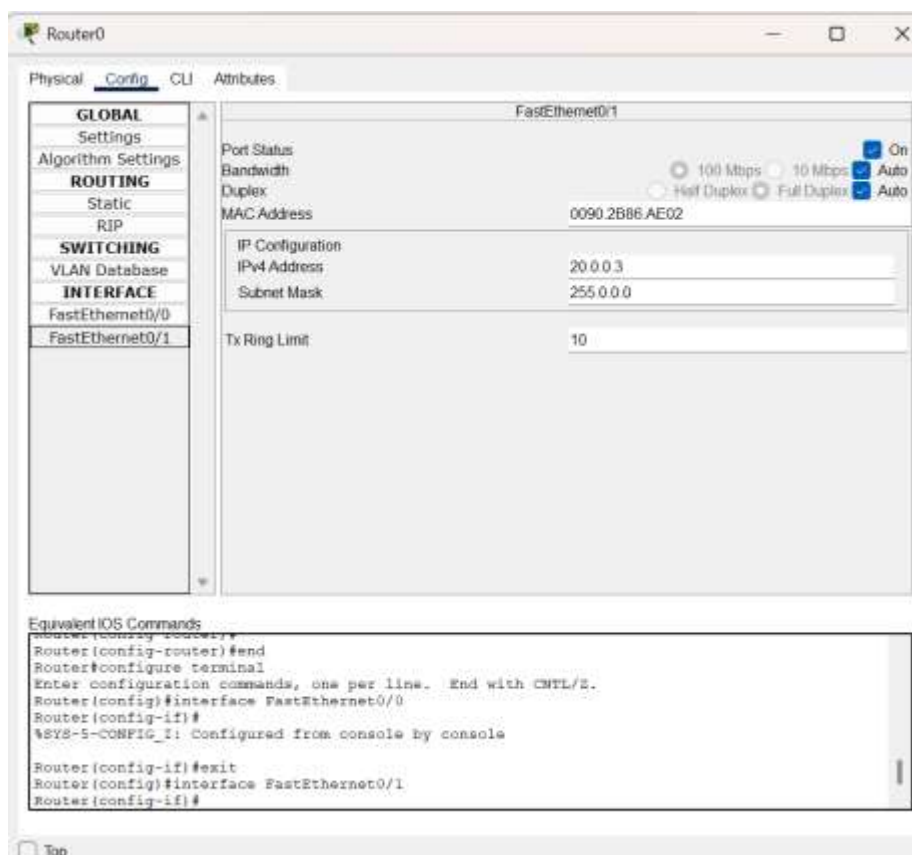 Router0
Physical Config CLI Attributes
GLOBAL
Settings
Algorithm Settings
ROUTING
Static
RIP
SWITCHING
VLAN Database
INTERFACE
FastEthernet0/0
FastEthernet0/1
FastEthernet0/1
Port Status On
Bandwidth 100 Mbps 10 Mbps Auto
Duplex Half Duplex Full Duplex Auto
MAC Address 0090.2B86.AE02
IP Configuration
IPv4 Address 20.0.0.3
Subnet Mask 255.0.0.0
Tx Ring Limit 10
Equivalent IOS Commands
Router(config-router)#
Router(config-router)#end
Router#configure terminal
Enter configuration commands, one per line. End with CNTL/Z.
Router(config)#interface FastEthernet0/0
Router(config-if)#
%SYS-5-CONFIG_I: Configured from console by console
Router(config-if)#exit
Router(config)#interface FastEthernet0/1
Router(config-if)#
Top